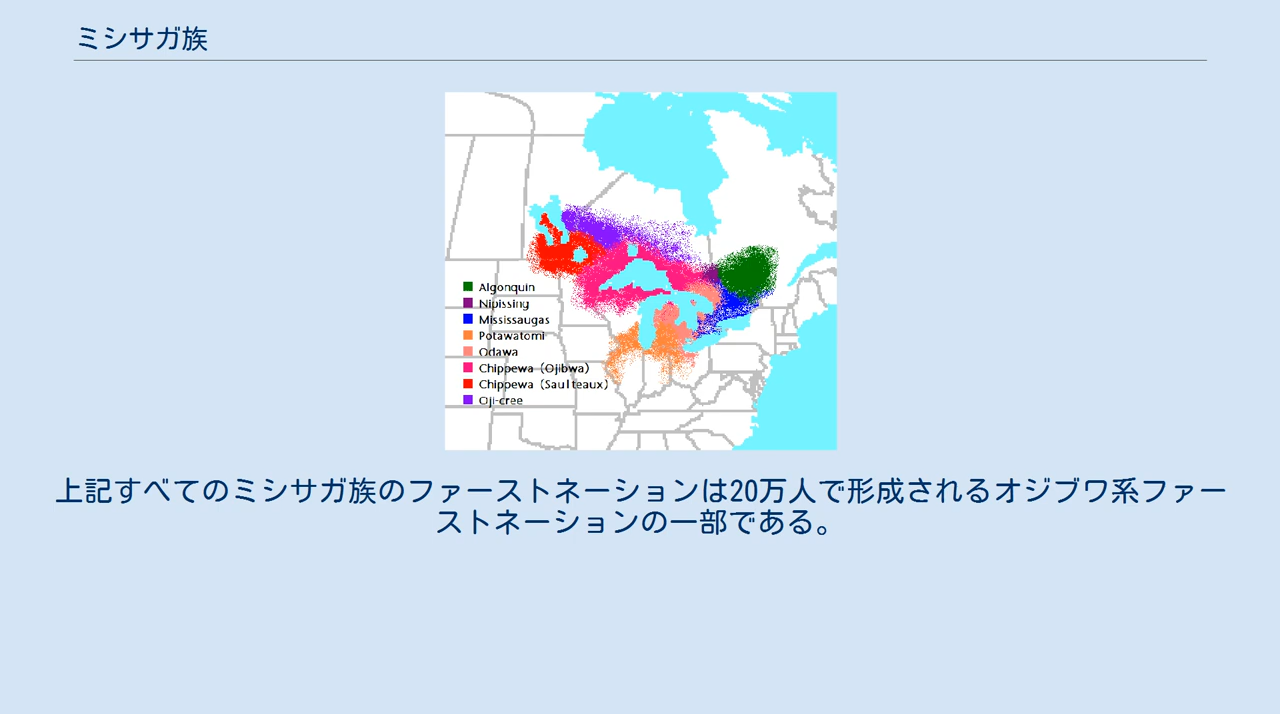 ミシサガ族
Algonquin
Nipissing
Mississaugas
Potawatomi
Odawa
Chippewa (Ojibwa)
Chippewa (Saulteaux)
Oji-cree
上記すべてのミシサガ族のファーストネーションは20万人で形成されるオジブワ系ファー
ストネーションの一部である。